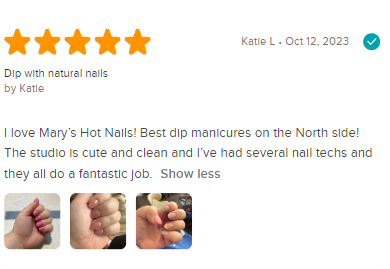 Katie L • Oct 12, 2023
Dip with natural nails
by Katie
I love Mary's Hot Nails! Best dip manicures on the North side!
The studio is cute and clean and I've had several nail techs and
they all do a fantastic job. Show less